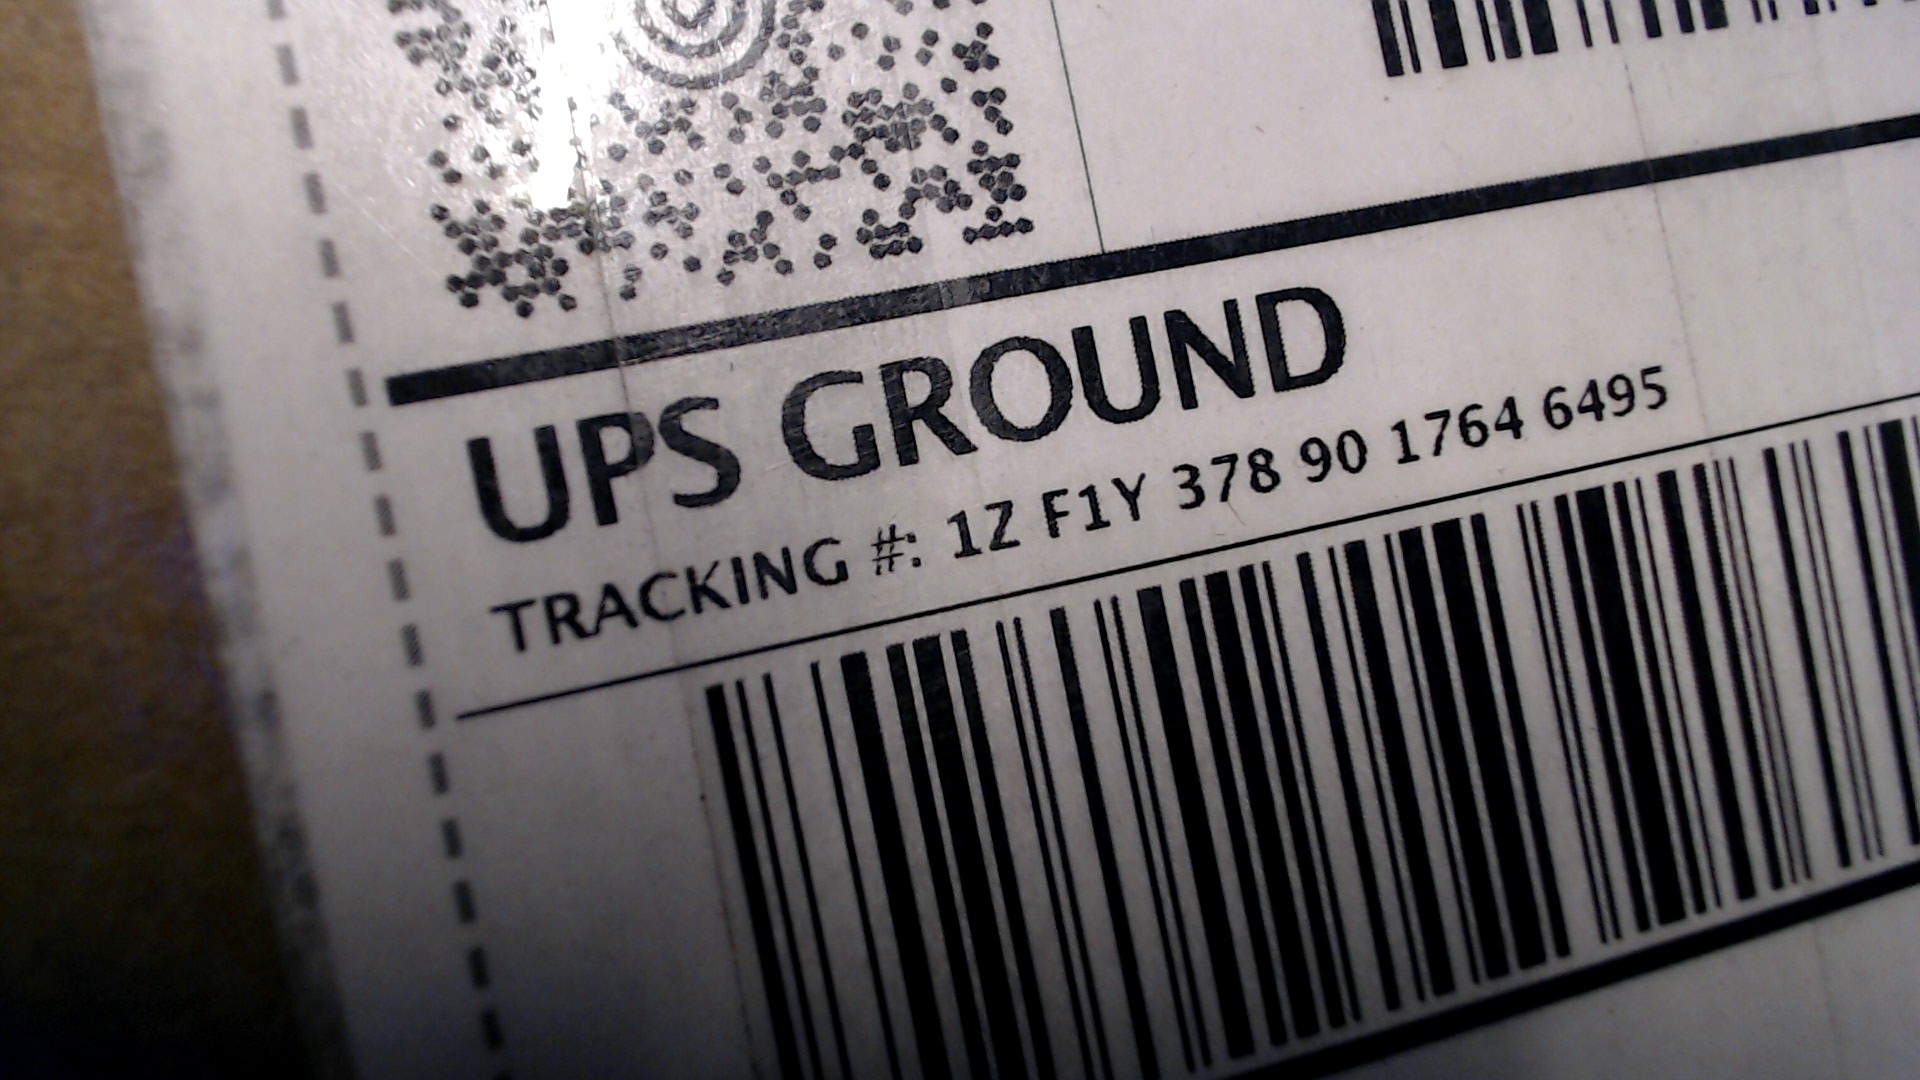 UPS GROUND
TRACKING #: 1Z F1Y 378 90 1764 6495